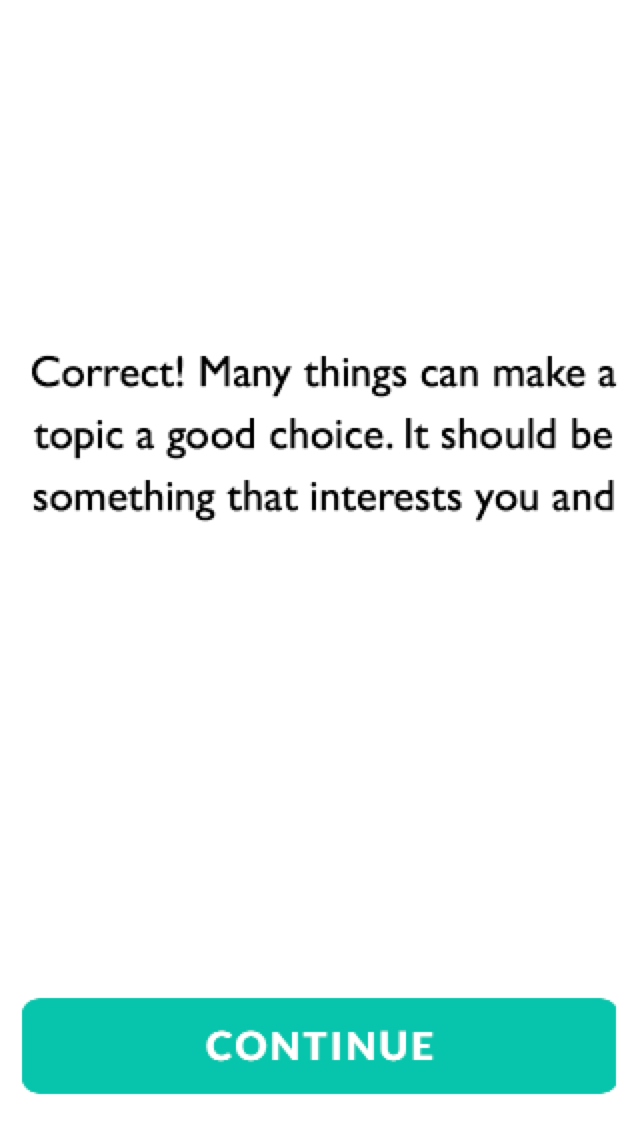 Correct! Many things can make a
topic a good choice. It should be
something that interests you and
CONTINUE